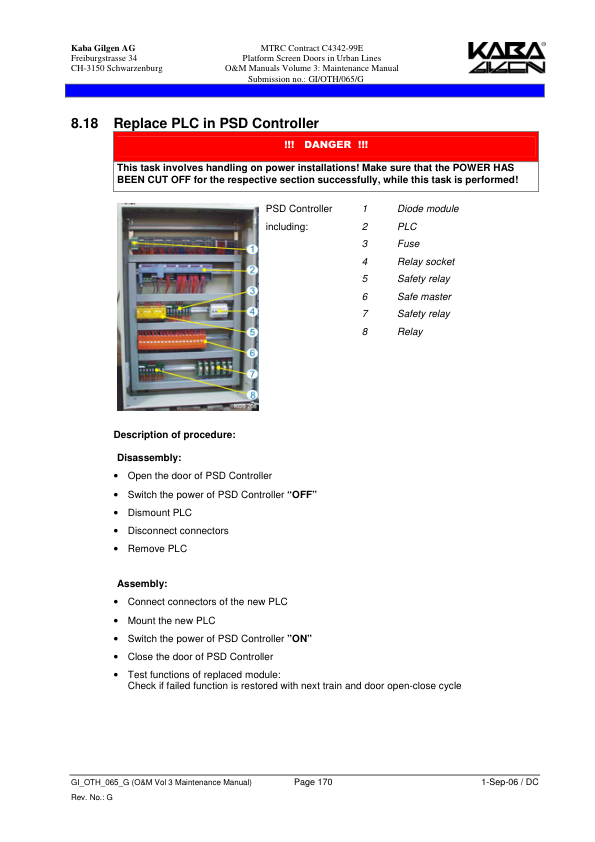 Kaba Gilgen AG
Freiburgstrasse 34
CH-3150 Schwarzenburg
MTRC Contract C4342-99E
Platform Screen Doors in Urban Lines
O&M Manuals Volume 3: Maintenance Manual
Submission no.: GI/OTH/065/G
KABA®
GILGEN
8.18 Replace PLC in PSD Controller
!!! DANGER !!!
This task involves handling on power installations! Make sure that the POWER HAS
BEEN CUT OFF for the respective section successfully, while this task is performed!
1
2
3
4
5
6
7
8
PSD Controller
including:
1 Diode module
2 PLC
3 Fuse
4 Relay socket
5 Safety relay
6 Safe master
7 Safety relay
8 Relay
Description of procedure:
Disassembly:
• Open the door of PSD Controller
• Switch the power of PSD Controller “OFF”
• Dismount PLC
• Disconnect connectors
• Remove PLC
Assembly:
• Connect connectors of the new PLC
• Mount the new PLC
• Switch the power of PSD Controller "ON"
• Close the door of PSD Controller
• Test functions of replaced module:
Check if failed function is restored with next train and door open-close cycle
GI_OTH_065_G (O&M Vol 3 Maintenance Manual) Page 170 1-Sep-06 / DC
Rev. No.: G